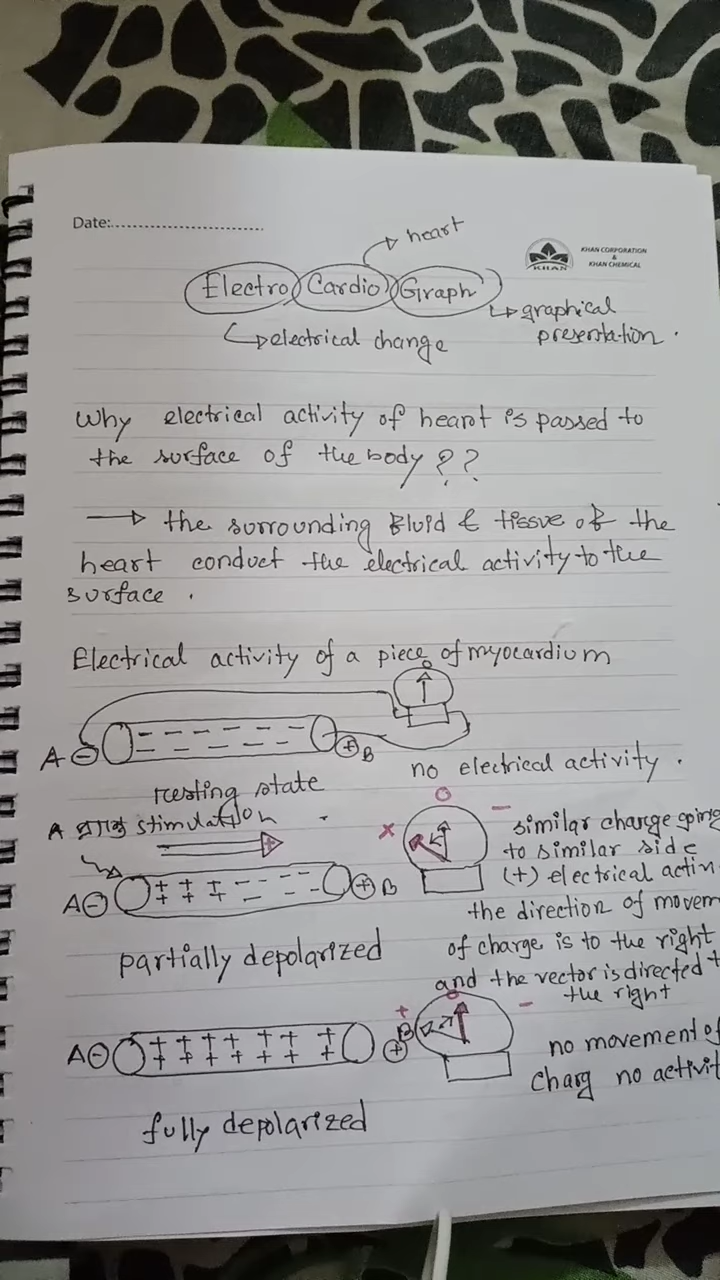 Date:
heart
KHAN
KHAN CORPORATION
&
KHAN CHEMICAL
Electro Cardio Graph
electrical change
graphical
presentation.
Why electrical activity of heart is passed to
the surface of the body??
→ the surrounding fluid & tissue of the
heart conduct the electrical activity to the
surface.
Electrical activity of a piece of myocardium
A - + B
resting state
no electrical activity.
A stimulation
similar charge going
to similar side
(+) electrical activ
A - + + + + + + - - - - + B
the direction of movem
of charge is to the right
and the vector is directed t
the right
partially depolarized
A - + + + + + + + + + + + + + B
no movement of
charg no activit
fully depolarized